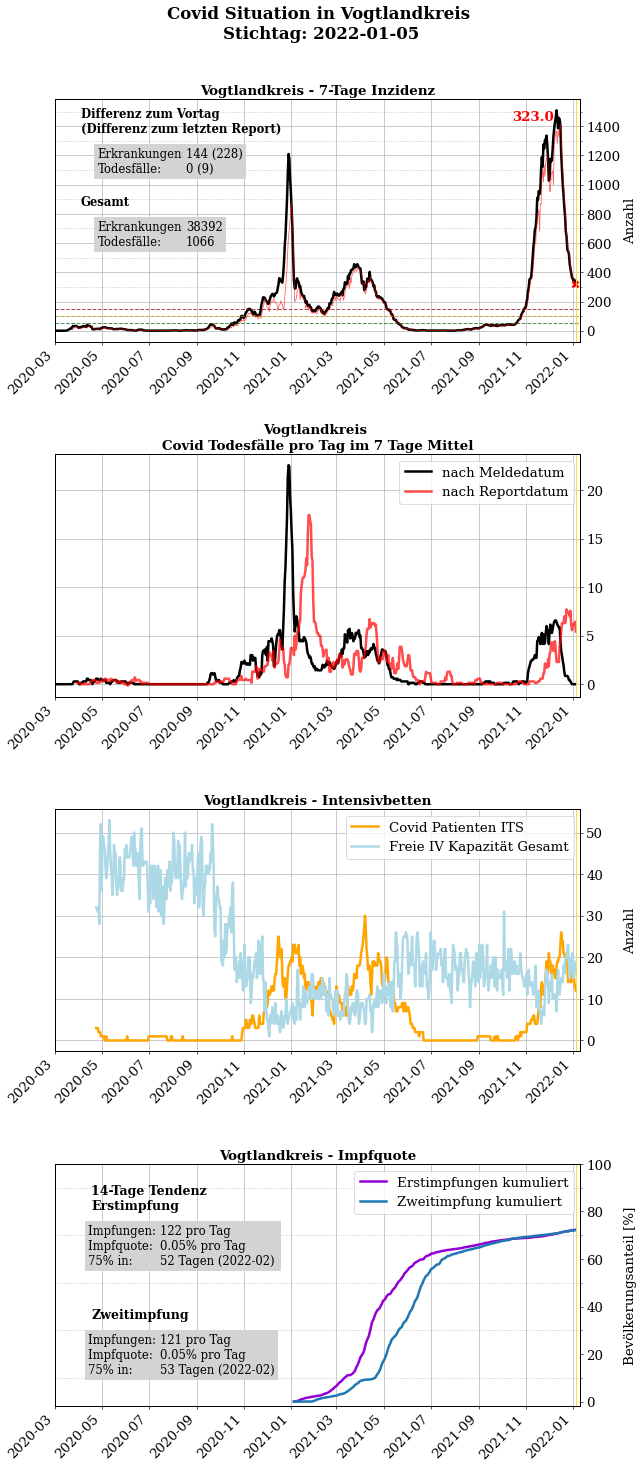 Covid Situation in Vogtlandkreis
Stichtag: 2022-01-05
Vogtlandkreis - 7-Tage Inzidenz
Differenz zum Vortag
(Differenz zum letzten Report)
Erkrankungen 144 (228)
Todesfälle: 0 (9)
Gesamt
Erkrankungen 38392
Todesfälle: 1066
323.0
1400
1200
1000
800
600
400
200
0
Anzahl
2020-03
2020-05
2020-07
2020-09
2020-11
2021-01
2021-03
2021-05
2021-07
2021-09
2021-11
2022-01
Vogtlandkreis
Covid Todesfälle pro Tag im 7 Tage Mittel
nach Meldedatum
nach Reportdatum
20
15
10
5
0
2020-03
2020-05
2020-07
2020-09
2020-11
2021-01
2021-03
2021-05
2021-07
2021-09
2021-11
2022-01
Vogtlandkreis - Intensivbetten
Covid Patienten ITS
Freie IV Kapazität Gesamt
50
40
30
20
10
0
Anzahl
2020-03
2020-05
2020-07
2020-09
2020-11
2021-01
2021-03
2021-05
2021-07
2021-09
2021-11
2022-01
Vogtlandkreis - Impfquote
14-Tage Tendenz
Erstimpfung
Impfungen: 122 pro Tag
Impfquote: 0.05% pro Tag
75% in: 52 Tagen (2022-02)
Zweitimpfung
Impfungen: 121 pro Tag
Impfquote: 0.05% pro Tag
75% in: 53 Tagen (2022-02)
Erstimpfungen kumuliert
Zweitimpfung kumuliert
100
80
60
40
20
0
Bevölkerungsanteil [%]
2020-03
2020-05
2020-07
2020-09
2020-11
2021-01
2021-03
2021-05
2021-07
2021-09
2021-11
2022-01